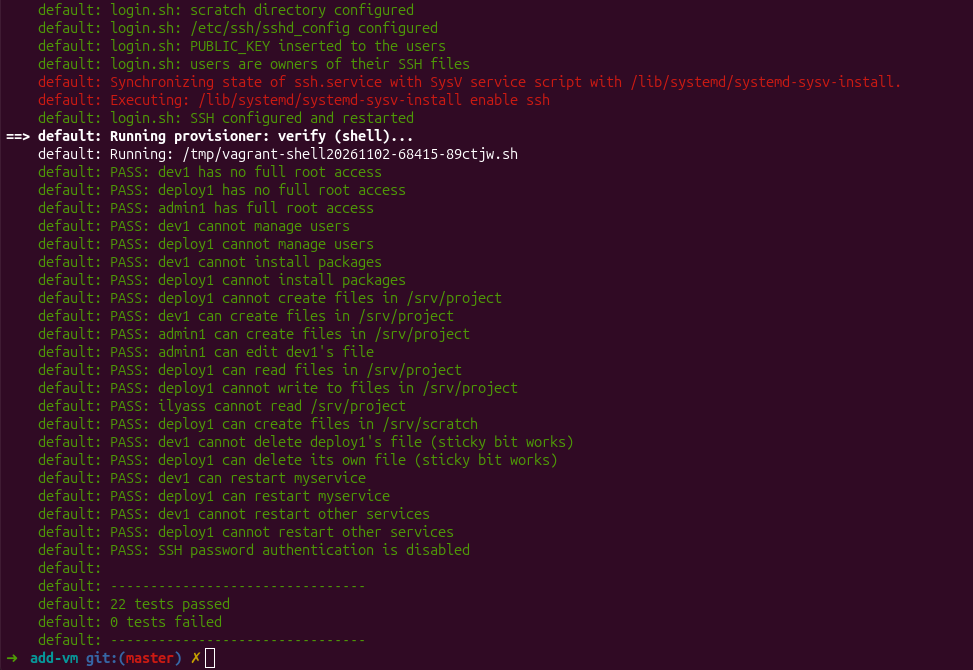 default: login.sh: scratch directory configured
default: login.sh: /etc/ssh/sshd_config configured
default: login.sh: PUBLIC_KEY inserted to the users
default: login.sh: users are owners of their SSH files
default: Synchronizing state of ssh.service with SysV service script with /lib/systemd/systemd-sysv-install.
default: Executing: /lib/systemd/systemd-sysv-install enable ssh
default: login.sh: SSH configured and restarted
==> default: Running provisioner: verify (shell)...
default: Running: /tmp/vagrant-shell20261102-68415-89ctjw.sh
default: PASS: dev1 has no full root access
default: PASS: deploy1 has no full root access
default: PASS: admin1 has full root access
default: PASS: dev1 cannot manage users
default: PASS: deploy1 cannot manage users
default: PASS: dev1 cannot install packages
default: PASS: deploy1 cannot install packages
default: PASS: deploy1 cannot create files in /srv/project
default: PASS: dev1 can create files in /srv/project
default: PASS: admin1 can create files in /srv/project
default: PASS: admin1 can edit dev1's file
default: PASS: deploy1 can read files in /srv/project
default: PASS: deploy1 cannot write to files in /srv/project
default: PASS: ilyass cannot read /srv/project
default: PASS: deploy1 can create files in /srv/scratch
default: PASS: dev1 cannot delete deploy1's file (sticky bit works)
default: PASS: deploy1 can delete its own file (sticky bit works)
default: PASS: dev1 can restart myservice
default: PASS: deploy1 can restart myservice
default: PASS: dev1 cannot restart other services
default: PASS: deploy1 cannot restart other services
default: PASS: SSH password authentication is disabled
default:
default: --------------------------------
default: 22 tests passed
default: 0 tests failed
default: --------------------------------
➜ add-vm git:(master) ✗